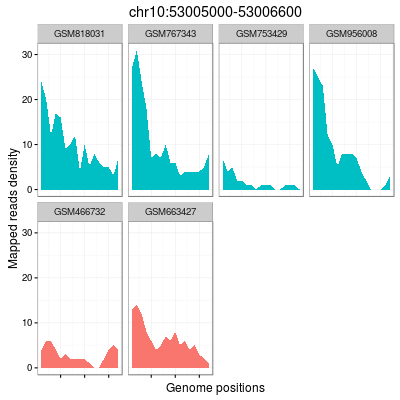 chr10:53005000-53006600
GSM818031 GSM767343 GSM753429 GSM956008
30
20
10
0
GSM466732 GSM663427
30
20
10
0
Mapped reads density
Genome positions